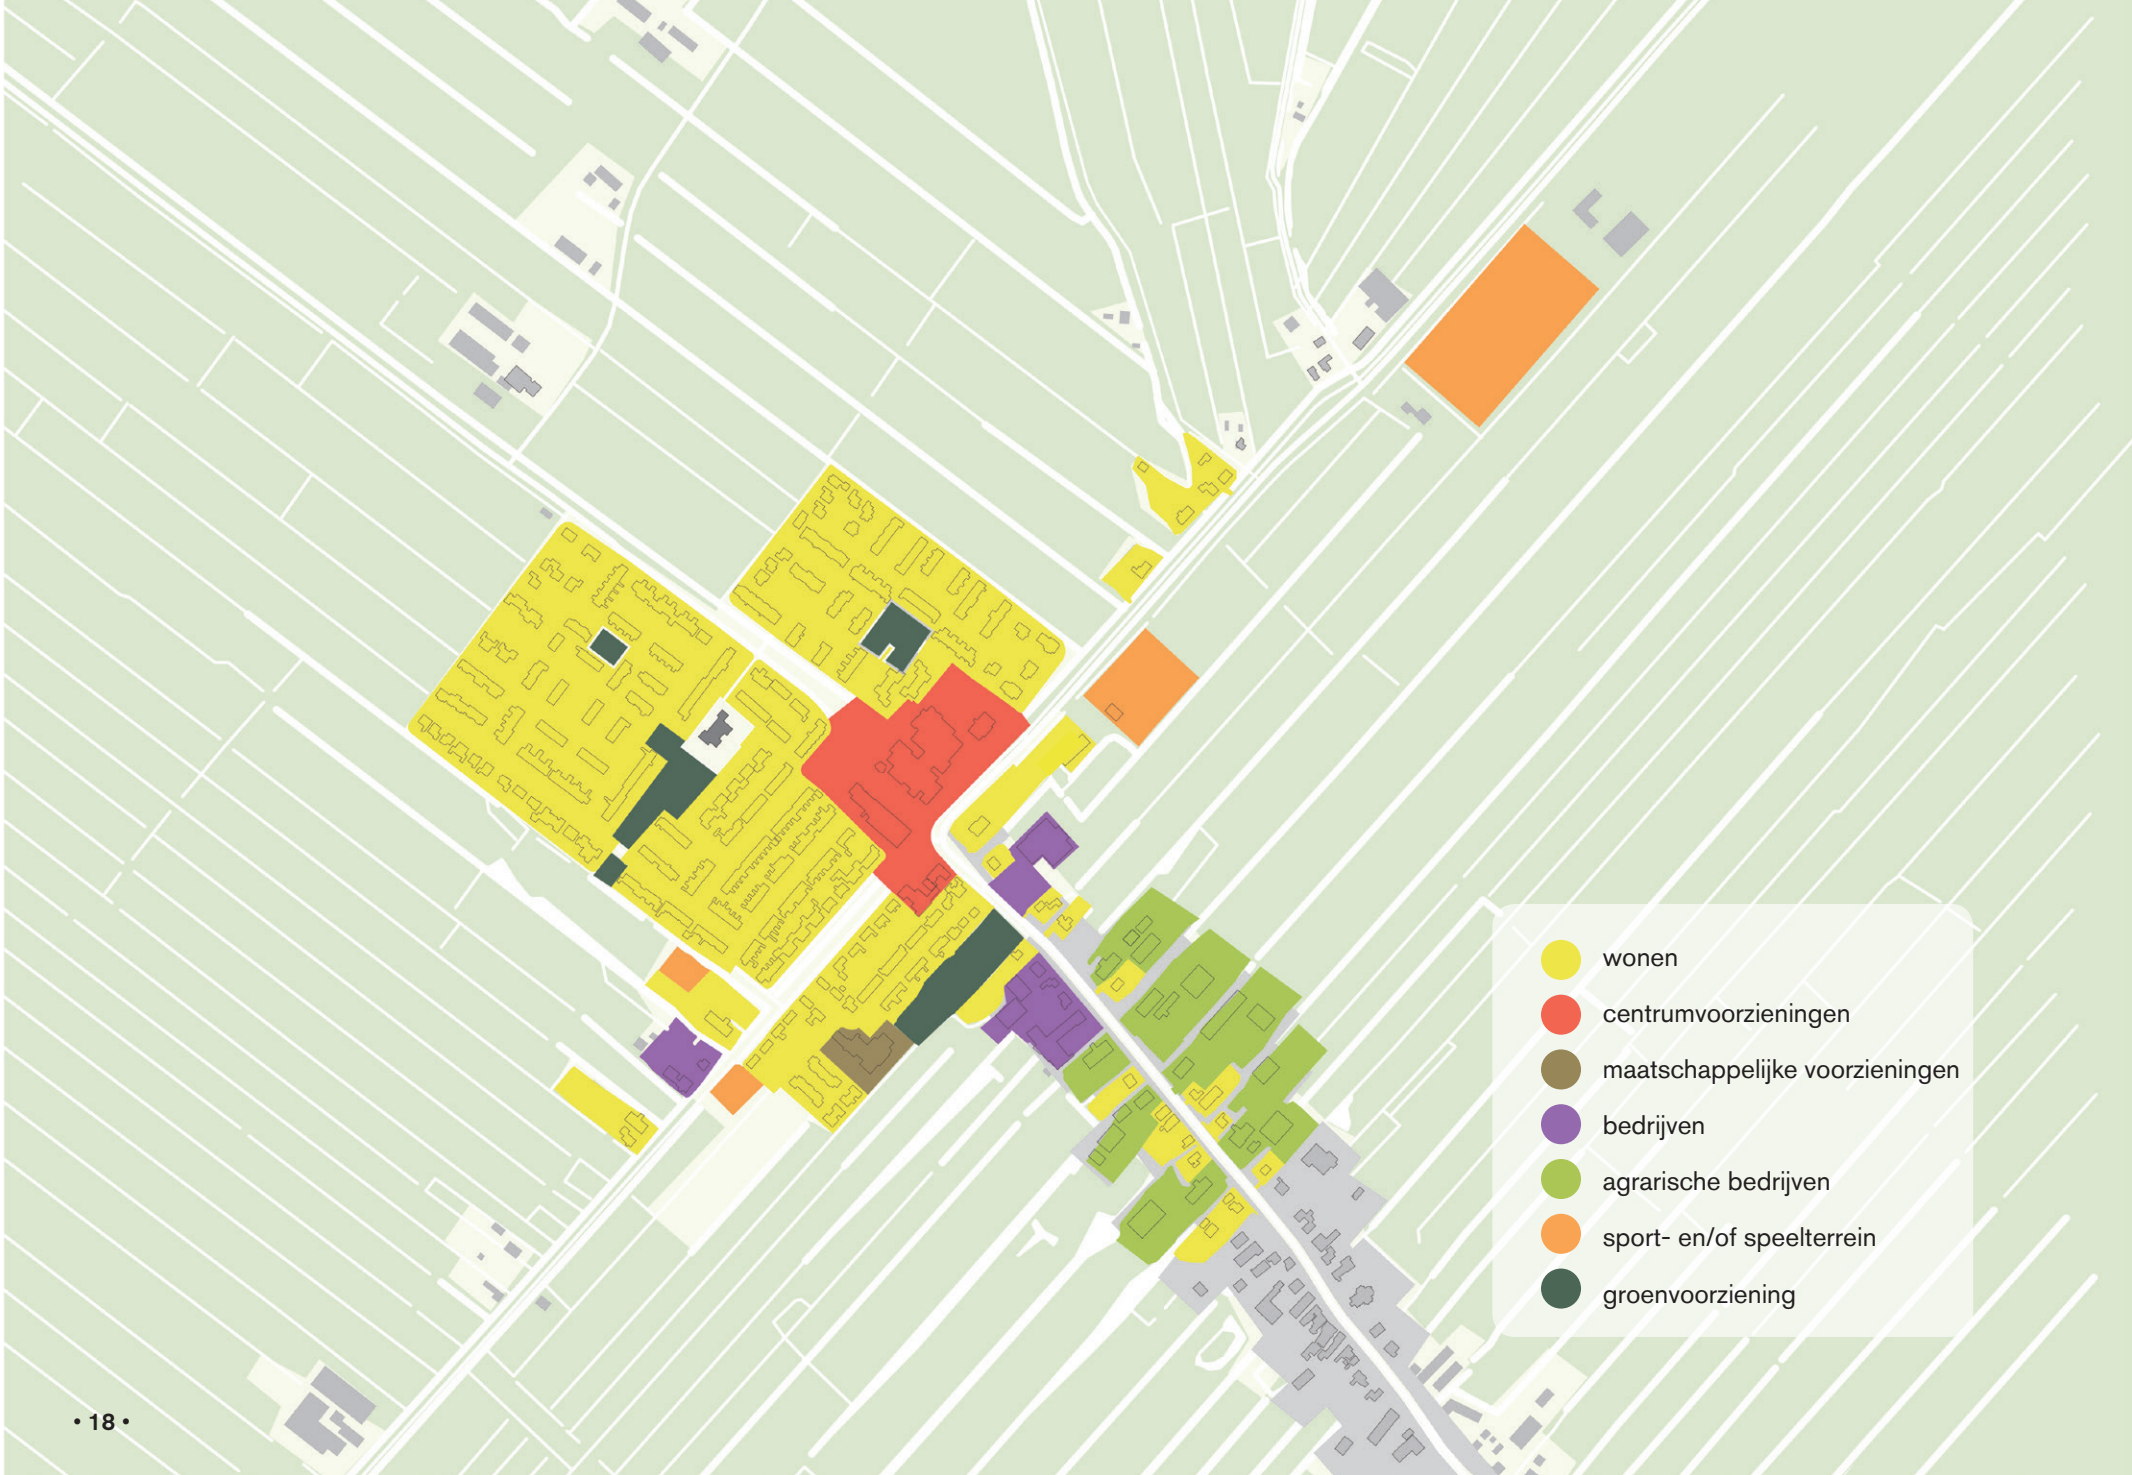 wonen
centrumvoorzieningen
maatschappelijke voorzieningen
bedrijven
agrarische bedrijven
sport- en/of speelterrein
groenvoorziening
• 18 •